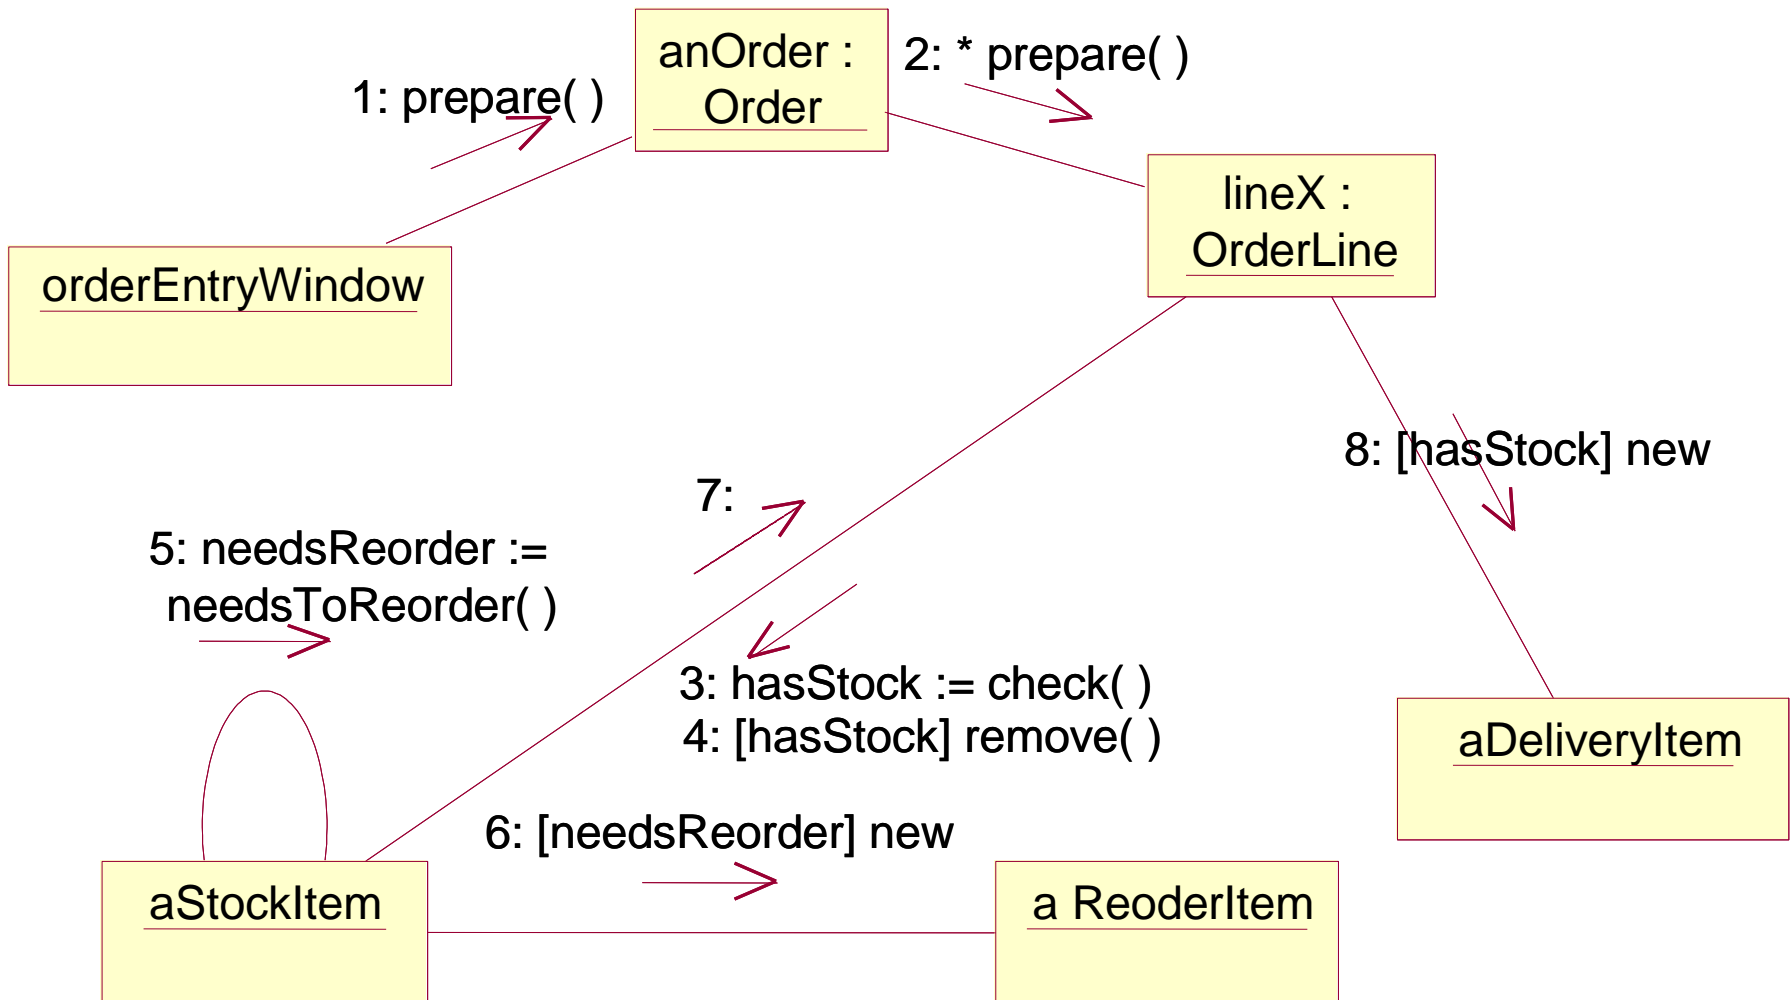 anOrder :
Order
1: prepare( )
2: * prepare( )
lineX :
OrderLine
orderEntryWindow
8: [hasStock] new
7:
5: needsReorder :=
needsToReorder( )
3: hasStock := check( )
4: [hasStock] remove( )
aDeliveryItem
6: [needsReorder] new
aStockItem
a ReoderItem